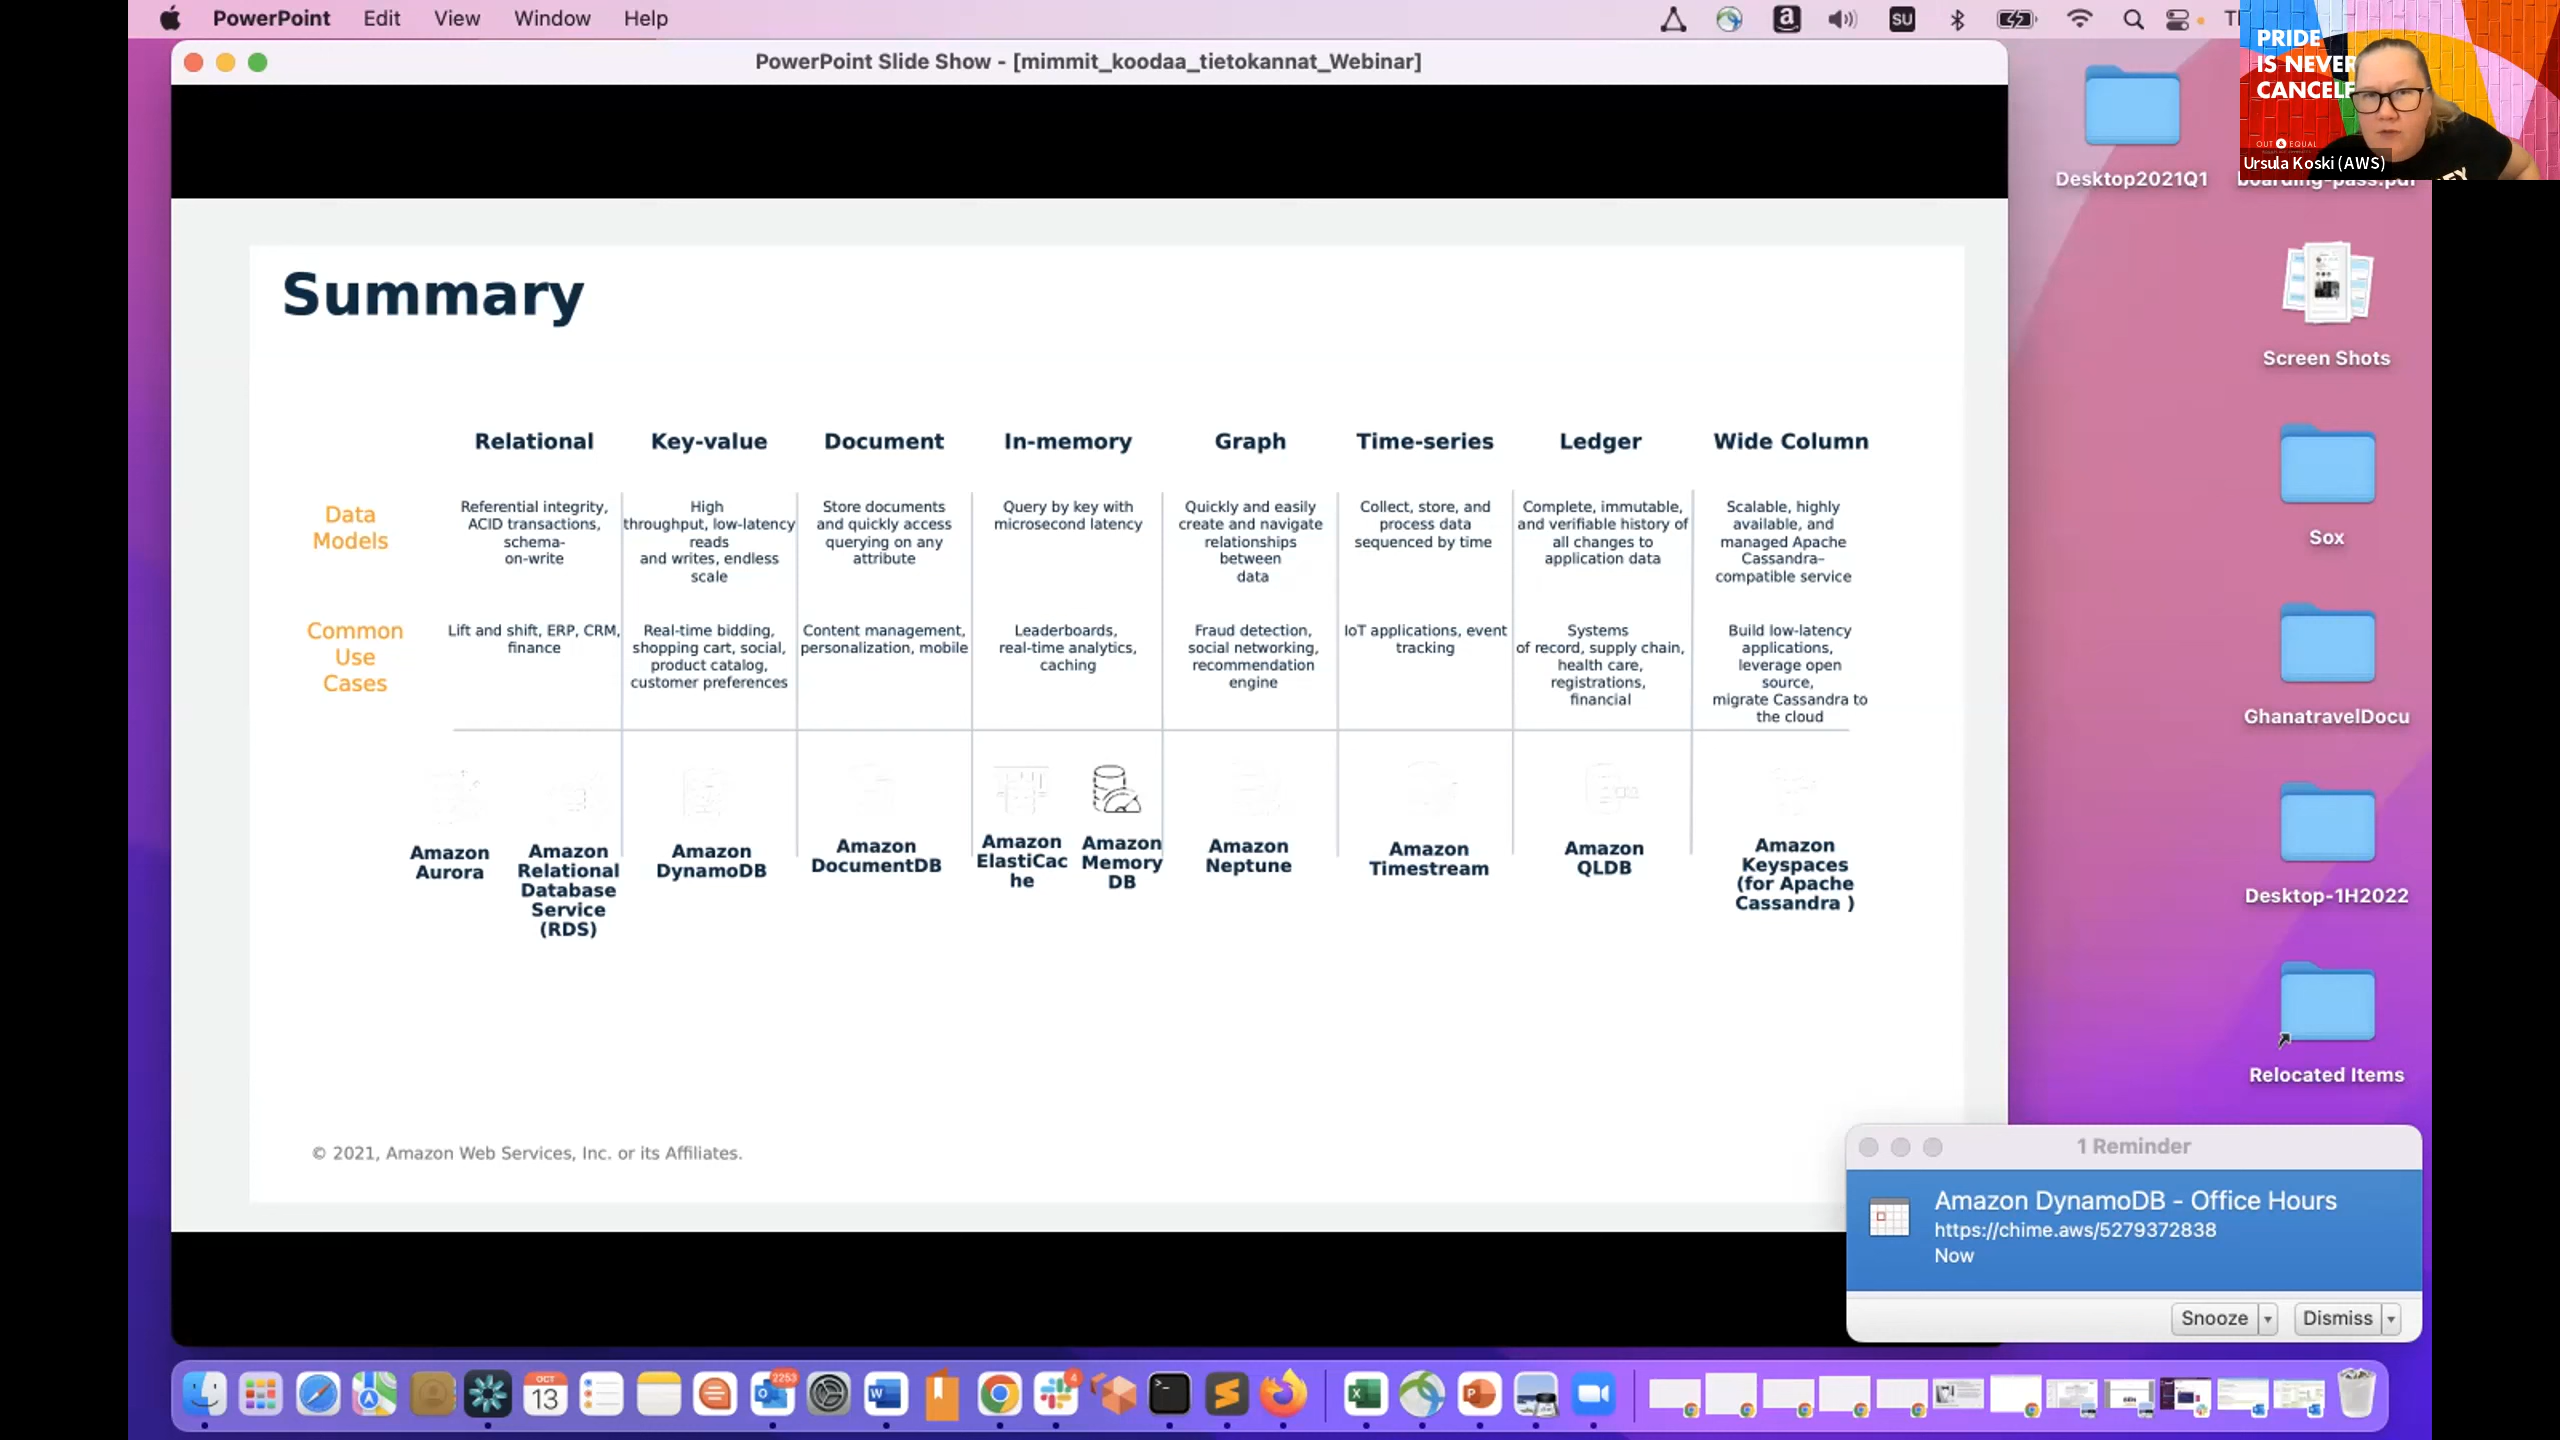 PowerPoint Edit View Window Help
PowerPoint Slide Show - [mimmit_koodaa_tietokannat_Webinar]
PRIDE
IS NEVER
OUT & EQUAL
Ursula Koski (AWS)
Desktop2021Q1
boarding-pass.pdf
Screen Shots
Sox
GhanatravelDocu
Desktop-1H2022
Relocated Items
Summary
Relational
Key-value
Document
In-memory
Graph
Time-series
Ledger
Wide Column
Data
Models
Referential integrity,
ACID transactions,
schema-
on-write
High
throughput, low-latency
reads
and writes, endless
scale
Store documents
and quickly access
querying on any
attribute
Query by key with
microsecond latency
Quickly and easily
create and navigate
relationships
between
data
Collect, store, and
process data
sequenced by time
Complete, immutable,
and verifiable history of
all changes to
application data
Scalable, highly
available, and
managed Apache
Cassandra–
compatible service
Common
Use
Cases
Lift and shift, ERP, CRM,
finance
Real-time bidding,
shopping cart, social,
product catalog,
customer preferences
Content management,
personalization, mobile
Leaderboards,
real-time analytics,
caching
Fraud detection,
social networking,
recommendation
engine
IoT applications, event
tracking
Systems
of record, supply chain,
health care,
registrations,
financial
Build low-latency
applications,
leverage open
source,
migrate Cassandra to
the cloud
Amazon
Aurora
Amazon
Relational
Database
Service
(RDS)
Amazon
DynamoDB
Amazon
DocumentDB
Amazon
ElastiCac
he
Amazon
Memory
DB
Amazon
Neptune
Amazon
Timestream
Amazon
QLDB
Amazon
Keyspaces
(for Apache
Cassandra )
© 2021, Amazon Web Services, Inc. or its Affiliates.
1 Reminder
Amazon DynamoDB - Office Hours
https://chime.aws/5279372838
Now
Snooze
Dismiss
OCT
13
2253
4